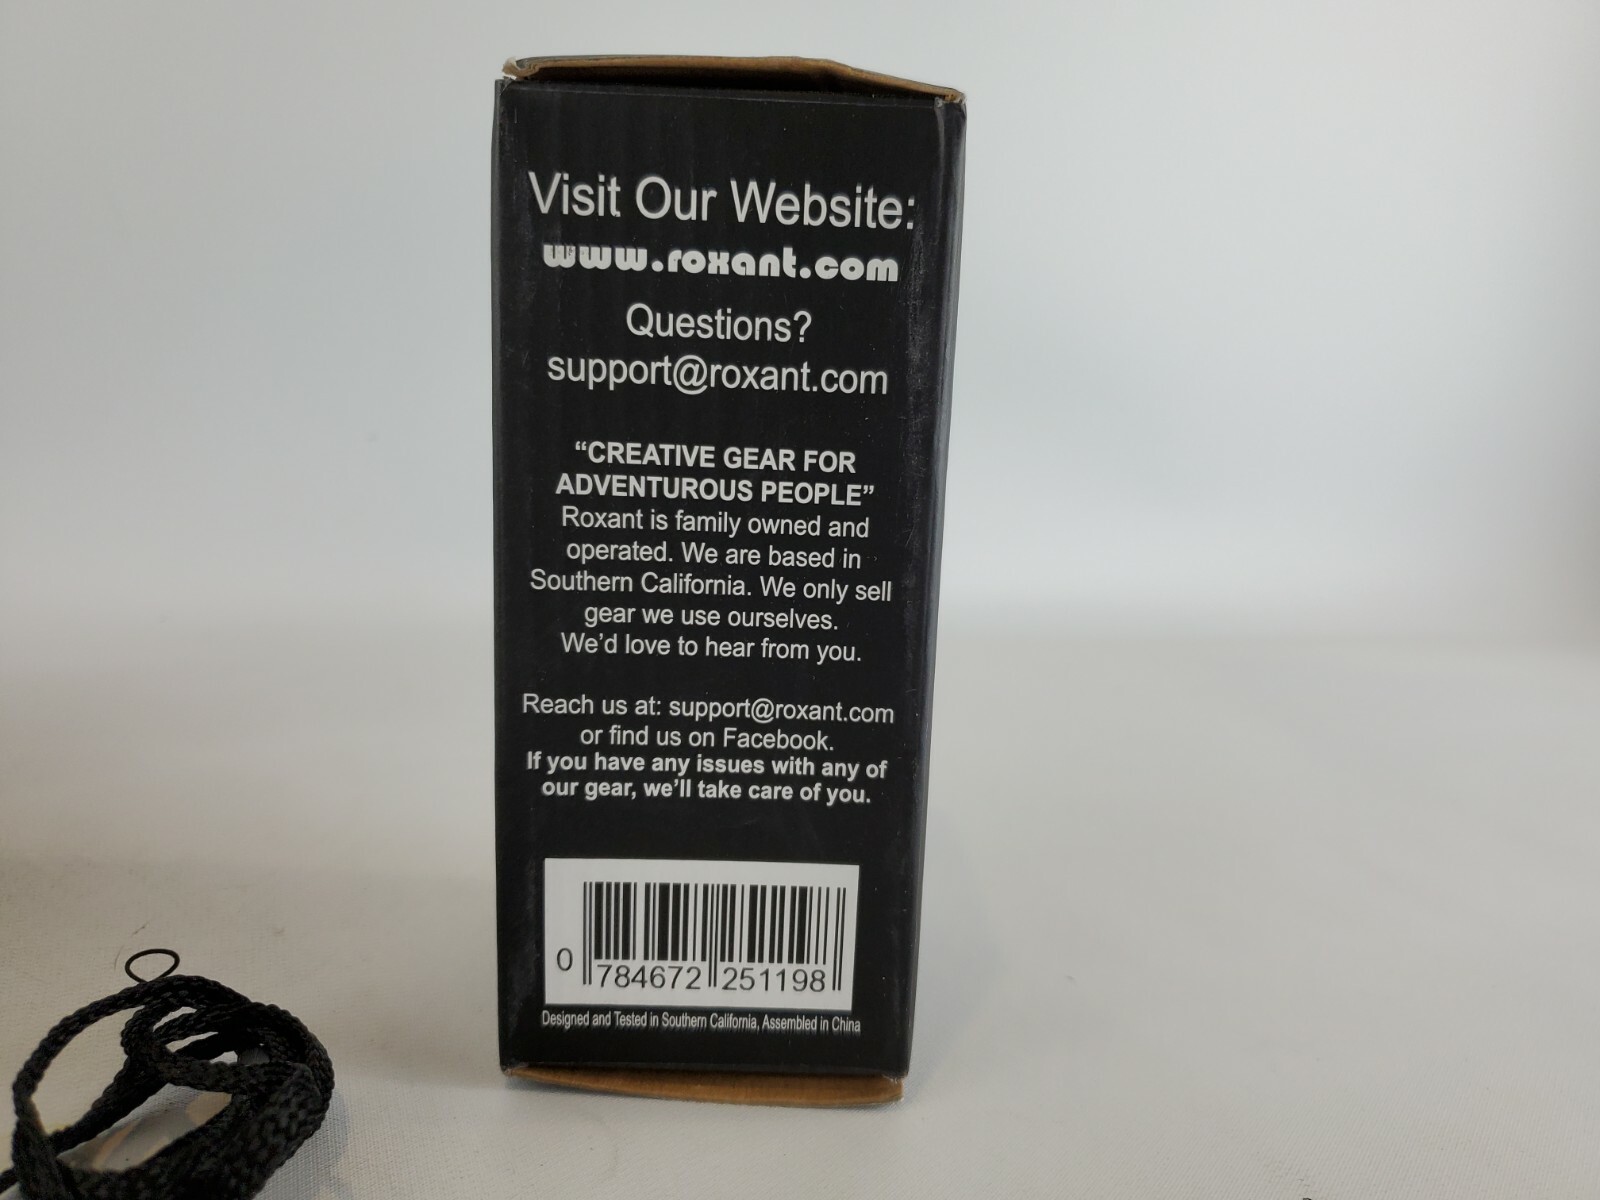 Visit Our Website:
www.roxant.com
Questions?
support@roxant.com
“CREATIVE GEAR FOR
ADVENTUROUS PEOPLE”
Roxant is family owned and
operated. We are based in
Southern California. We only sell
gear we use ourselves.
We’d love to hear from you.
Reach us at: support@roxant.com
or find us on Facebook.
If you have any issues with any of
our gear, we’ll take care of you.
0 784672 251198
Designed and Tested in Southern California, Assembled in China